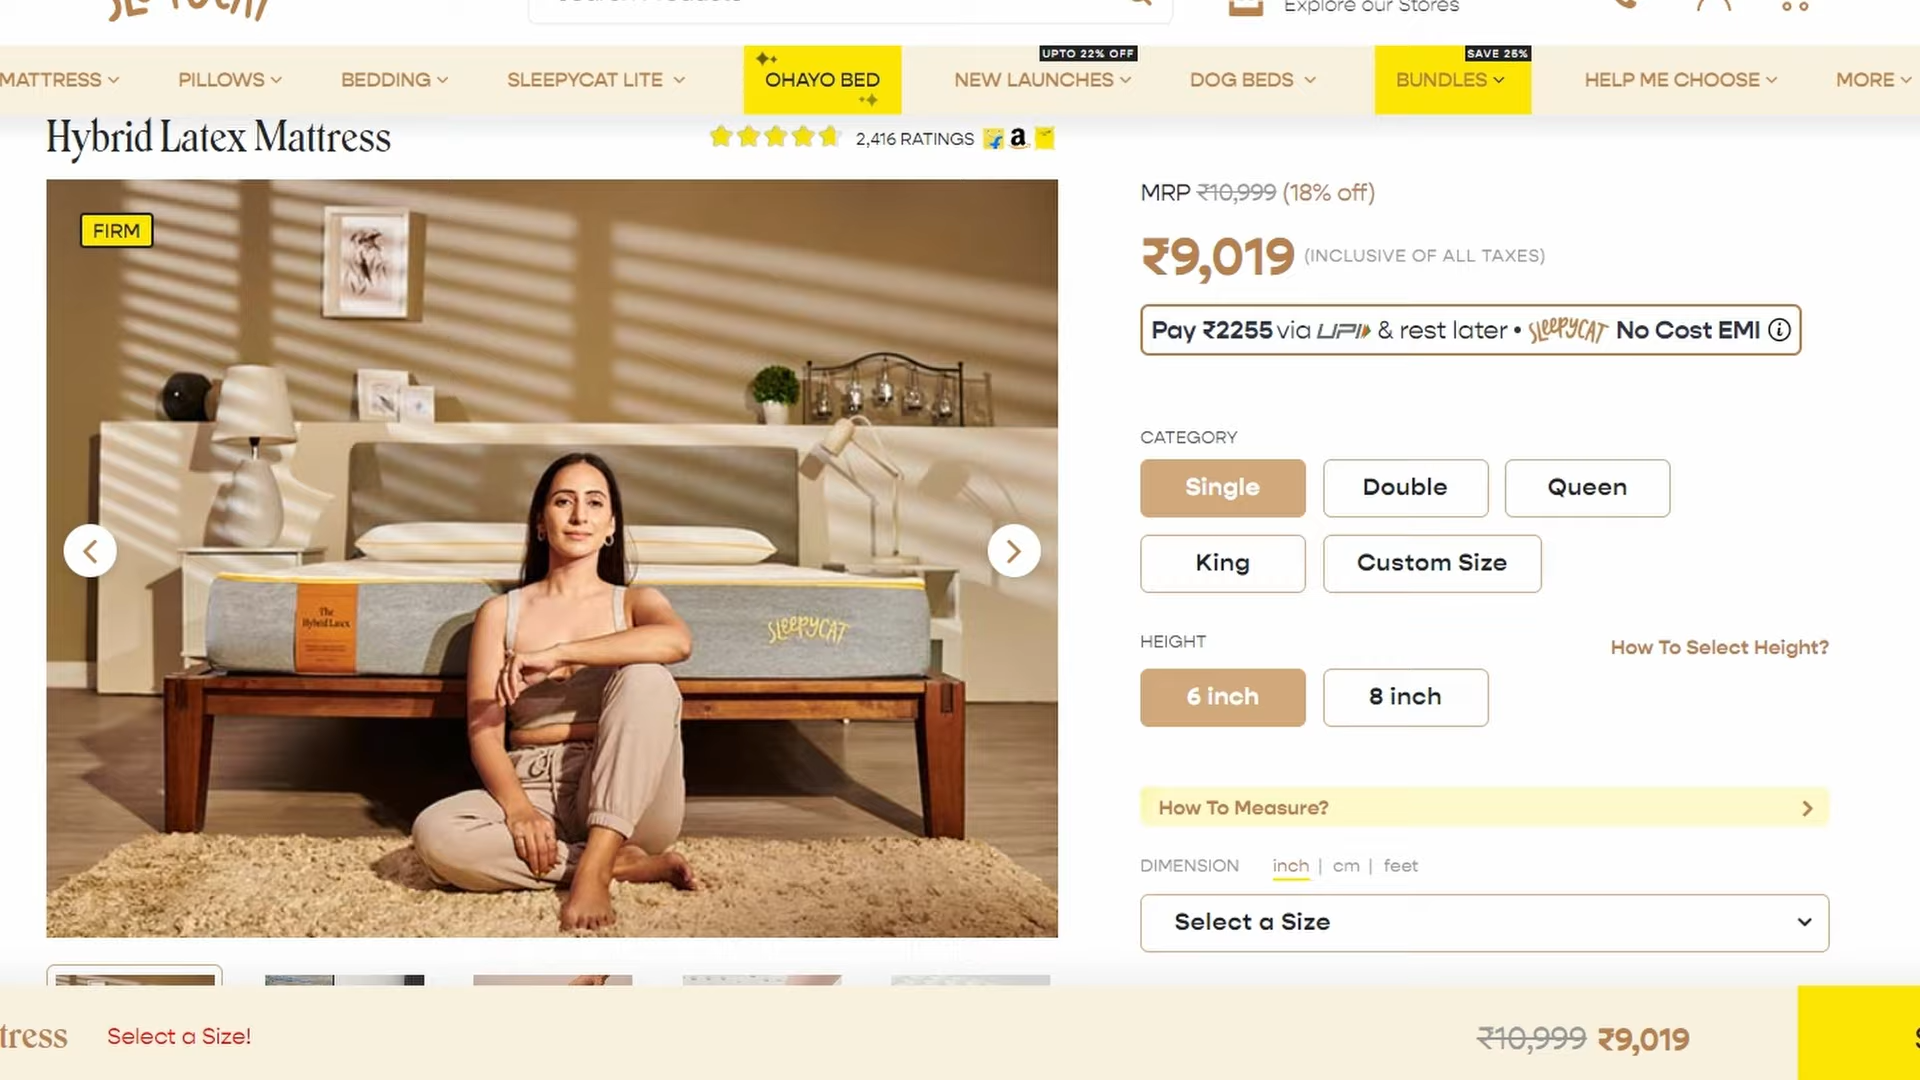 Explore our Stores
MATTRESS
PILLOWS
BEDDING
SLEEPYCAT LITE
OHAYO BED
UPTO 22% OFF
NEW LAUNCHES
DOG BEDS
SAVE 25%
BUNDLES
HELP ME CHOOSE
MORE
Hybrid Latex Mattress
2,416 RATINGS
MRP ₹10,999 (18% off)
₹9,019 (INCLUSIVE OF ALL TAXES)
Pay ₹2255 via UPI & rest later • SLEEPYCAT No Cost EMI
FIRM
The
Hybrid Latex
SLEEPYCAT
CATEGORY
Single
Double
Queen
King
Custom Size
HEIGHT
How To Select Height?
6 inch
8 inch
How To Measure?
DIMENSION inch | cm | feet
Select a Size
tress
Select a Size!
₹10,999 ₹9,019